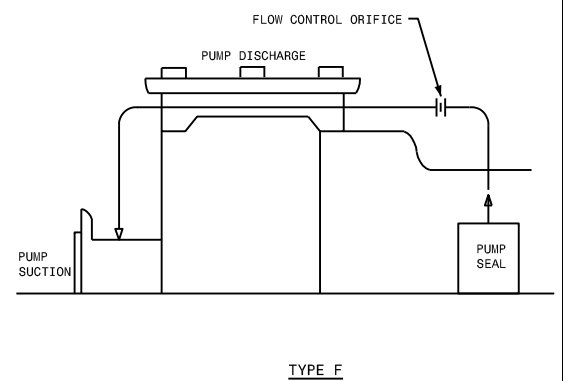 FLOW CONTROL ORIFICE
PUMP DISCHARGE
PUMP
SUCTION
PUMP
SEAL
TYPE F